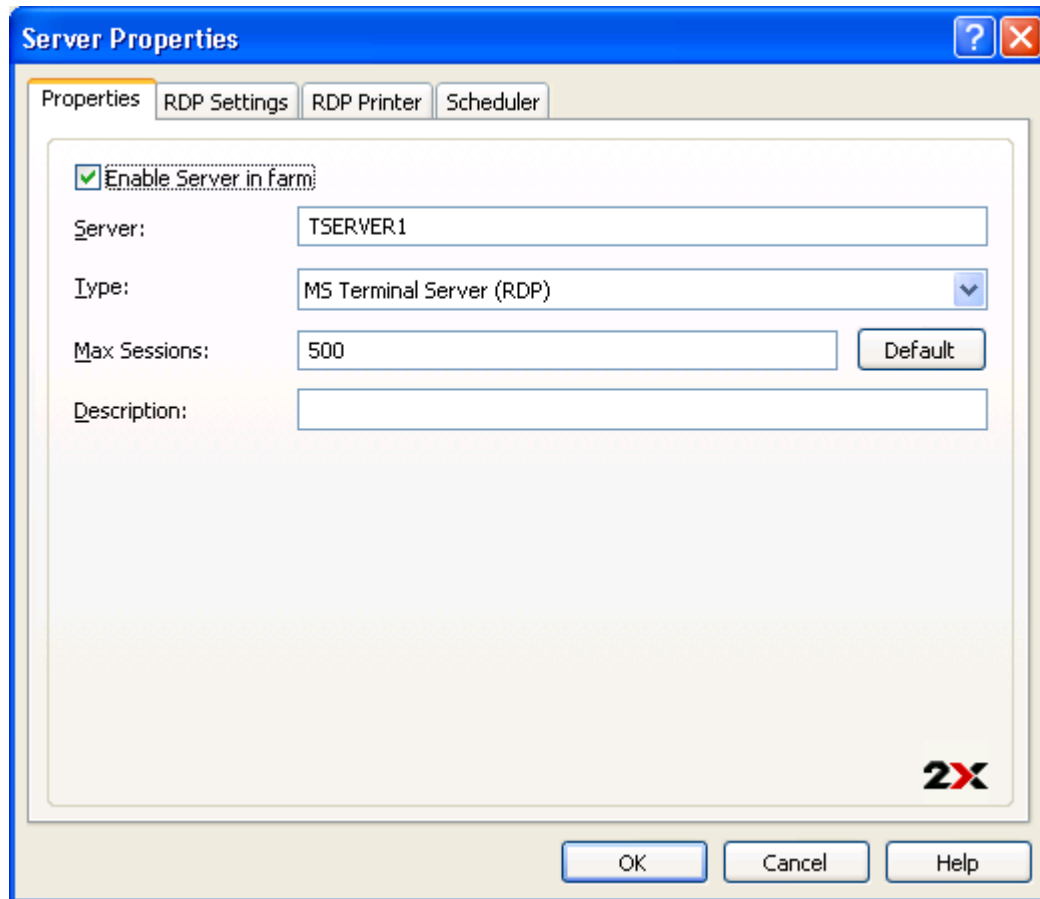 Server Properties
Properties RDP Settings RDP Printer Scheduler
Enable Server in farm
Server: TSERVER1
Type: MS Terminal Server (RDP)
Max Sessions: 500 Default
Description:
2X
OK Cancel Help